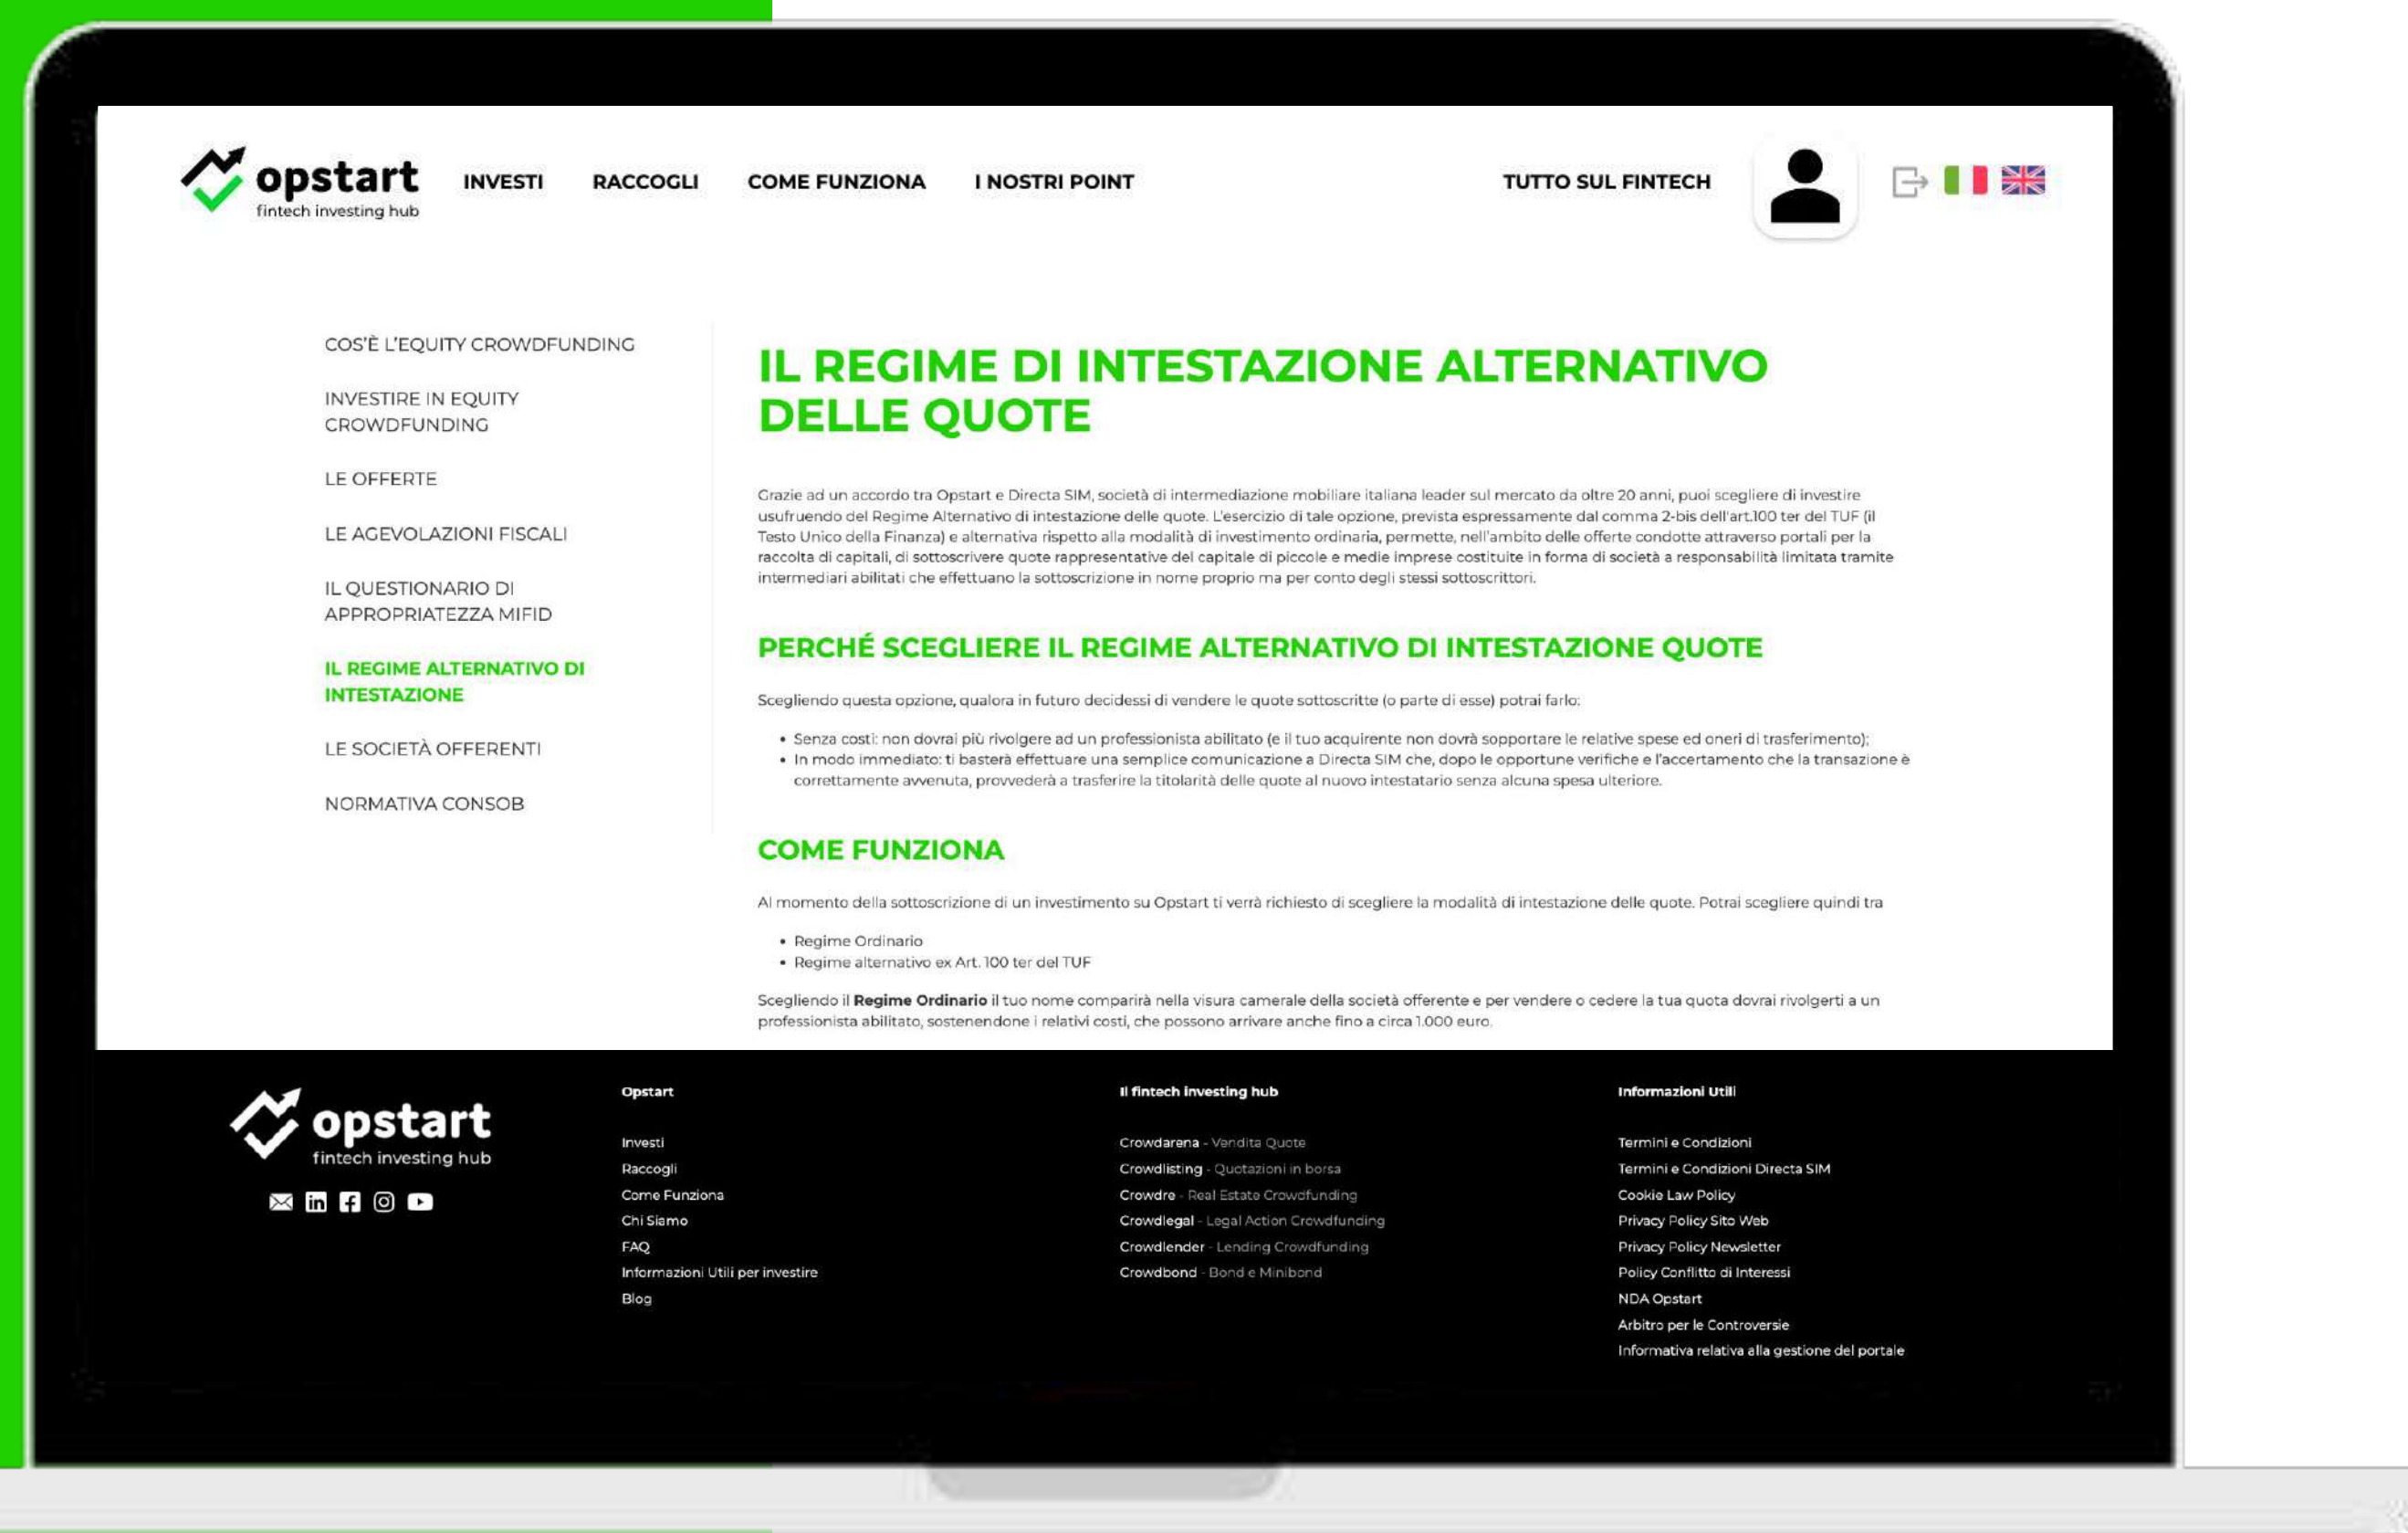 opstart
fintech investing hub
INVESTI
RACCOGLI
COME FUNZIONA
I NOSTRI POINT
TUTTO SUL FINTECH
COS'È L'EQUITY CROWDFUNDING
INVESTIRE IN EQUITY
CROWDFUNDING
LE OFFERTE
LE AGEVOLAZIONI FISCALI
IL QUESTIONARIO DI
APPROPRIATEZZA MIFID
IL REGIME ALTERNATIVO DI
INTESTAZIONE
LE SOCIETÀ OFFERENTI
NORMATIVA CONSOB
IL REGIME DI INTESTAZIONE ALTERNATIVO
DELLE QUOTE
Grazie ad un accordo tra Opstart e Directa SIM, società di intermediazione mobiliare italiana leader sul mercato da oltre 20 anni, puoi scegliere di investire
usufruendo del Regime Alternativo di intestazione delle quote. L'esercizio di tale opzione, prevista espressamente dal comma 2-bis dell'art.100 ter del TUF (il
Testo Unico della Finanza) e alternativa rispetto alla modalità di investimento ordinaria, permette, nell'ambito delle offerte condotte attraverso portali per la
raccolta di capitali, di sottoscrivere quote rappresentative del capitale di piccole e medie imprese costituite in forma di società a responsabilità limitata tramite
intermediari abilitati che effettuano la sottoscrizione in nome proprio ma per conto degli stessi sottoscrittori.
PERCHÉ SCEGLIERE IL REGIME ALTERNATIVO DI INTESTAZIONE QUOTE
Scegliendo questa opzione, qualora in futuro decidessi di vendere le quote sottoscritte (o parte di esse) potrai farlo:
• Senza costi: non dovrai più rivolgere ad un professionista abilitato (e il tuo acquirente non dovrà sopportare le relative spese ed oneri di trasferimento);
• In modo immediato: ti basterà effettuare una semplice comunicazione a Directa SIM che, dopo le opportune verifiche e l'accertamento che la transazione è
correttamente avvenuta, provvederà a trasferire la titolarità delle quote al nuovo intestatario senza alcuna spesa ulteriore.
COME FUNZIONA
Al momento della sottoscrizione di un investimento su Opstart ti verrà richiesto di scegliere la modalità di intestazione delle quote. Potrai scegliere quindi tra
• Regime Ordinario
• Regime alternativo ex Art. 100 ter del TUF
Scegliendo il Regime Ordinario il tuo nome comparirà nella visura camerale della società offerente e per vendere o cedere la tua quota dovrai rivolgerti a un
professionista abilitato, sostenendone i relativi costi, che possono arrivare anche fino a circa 1.000 euro.
opstart
fintech investing hub
Opstart
Investi
Raccogli
Come Funziona
Chi Siamo
FAQ
Informazioni Utili per investire
Blog
Il fintech investing hub
Crowdarena - Vendita Quote
Crowdlisting - Quotazioni in borsa
Crowdre - Real Estate Crowdfunding
Crowdlegal - Legal Action Crowdfunding
Crowdlender - Lending Crowdfunding
Crowdbond - Bond e Minibond
Informazioni Utili
Termini e Condizioni
Termini e Condizioni Directa SIM
Cookie Law Policy
Privacy Policy Sito Web
Privacy Policy Newsletter
Policy Conflitto di Interessi
NDA Opstart
Arbitro per le Controversie
Informativa relativa alla gestione del portale